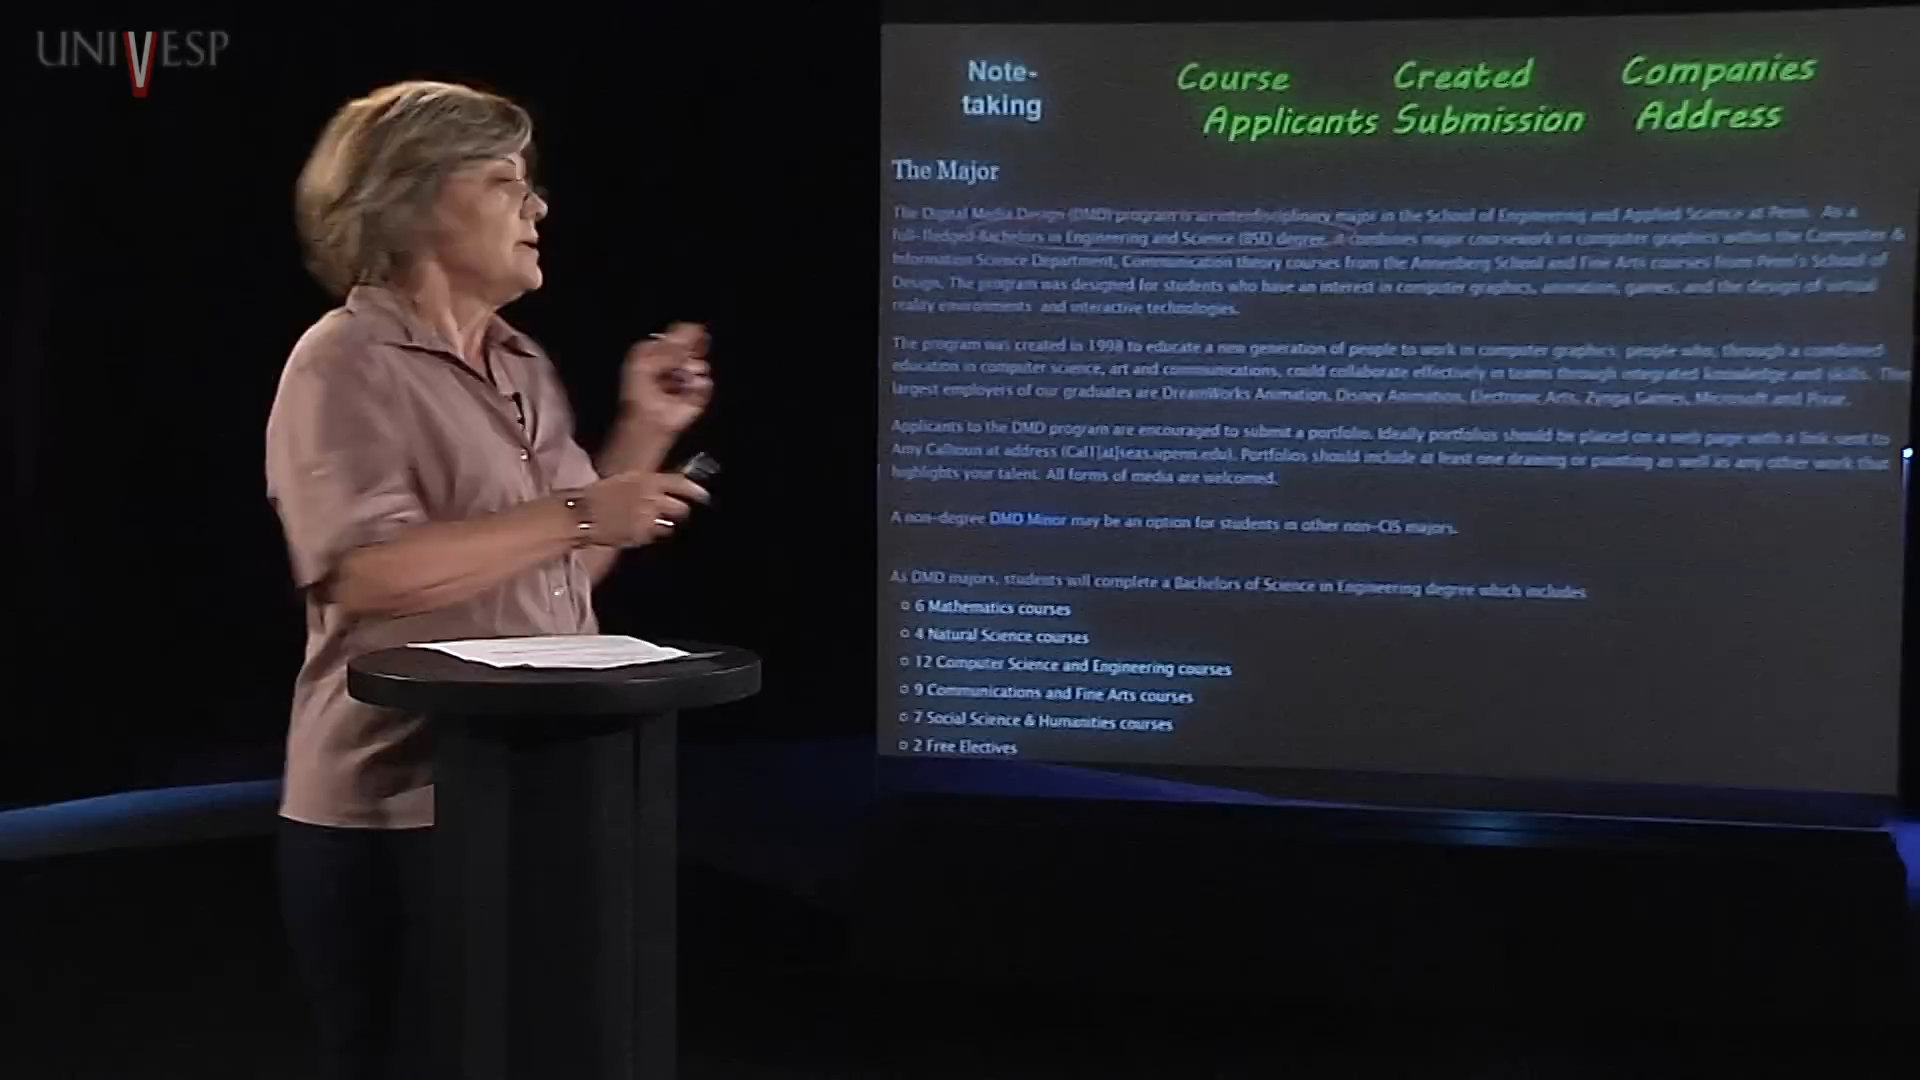 UNIVESP
Note-
taking
Course Created Companies
Applicants Submission Address
The Major
The Digital Media Design (DMD) program is an interdisciplinary major in the School of Engineering and Applied Science at Penn. As a
full-fledged Bachelors in Engineering and Science (BSE) degree, it combines major coursework in computer graphics within the Computer &
Information Science Department, Communication theory courses from the Annenberg School and Fine Arts courses from Penn's School of
Design. The program was designed for students who have an interest in computer graphics, animation, games, and the design of virtual
reality environments and interactive technologies.
The program was created in 1998 to educate a new generation of people to work in computer graphics: people who, through a combined
education in computer science, art and communications, could collaborate effectively in teams through integrated knowledge and skills. The
largest employers of our graduates are DreamWorks Animation, Disney Animation, Electronic Arts, Zynga Games, Microsoft and Pixar.
Applicants to the DMD program are encouraged to submit a portfolio. Ideally portfolios should be placed on a web page with a link sent to
Amy Calhoun at address (Cal1[at]seas.upenn.edu). Portfolios should include at least one drawing or painting as well as any other work that
highlights your talent. All forms of media are welcomed.
A non-degree DMD Minor may be an option for students in other non-CIS majors.
As DMD majors, students will complete a Bachelors of Science in Engineering degree which includes
6 Mathematics courses
4 Natural Science courses
12 Computer Science and Engineering courses
9 Communications and Fine Arts courses
7 Social Science & Humanities courses
2 Free Electives